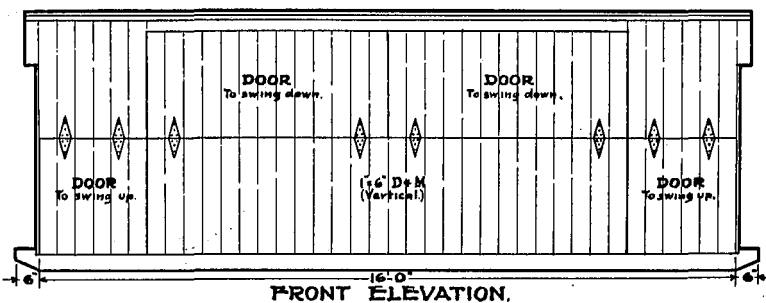 DOOR
To swing down.
DOOR
To swing down.
DOOR
To swing up.
1"x6" D+M
(Vertical.)
DOOR
To swing up.
6" 16'-0" 6"
FRONT ELEVATION.